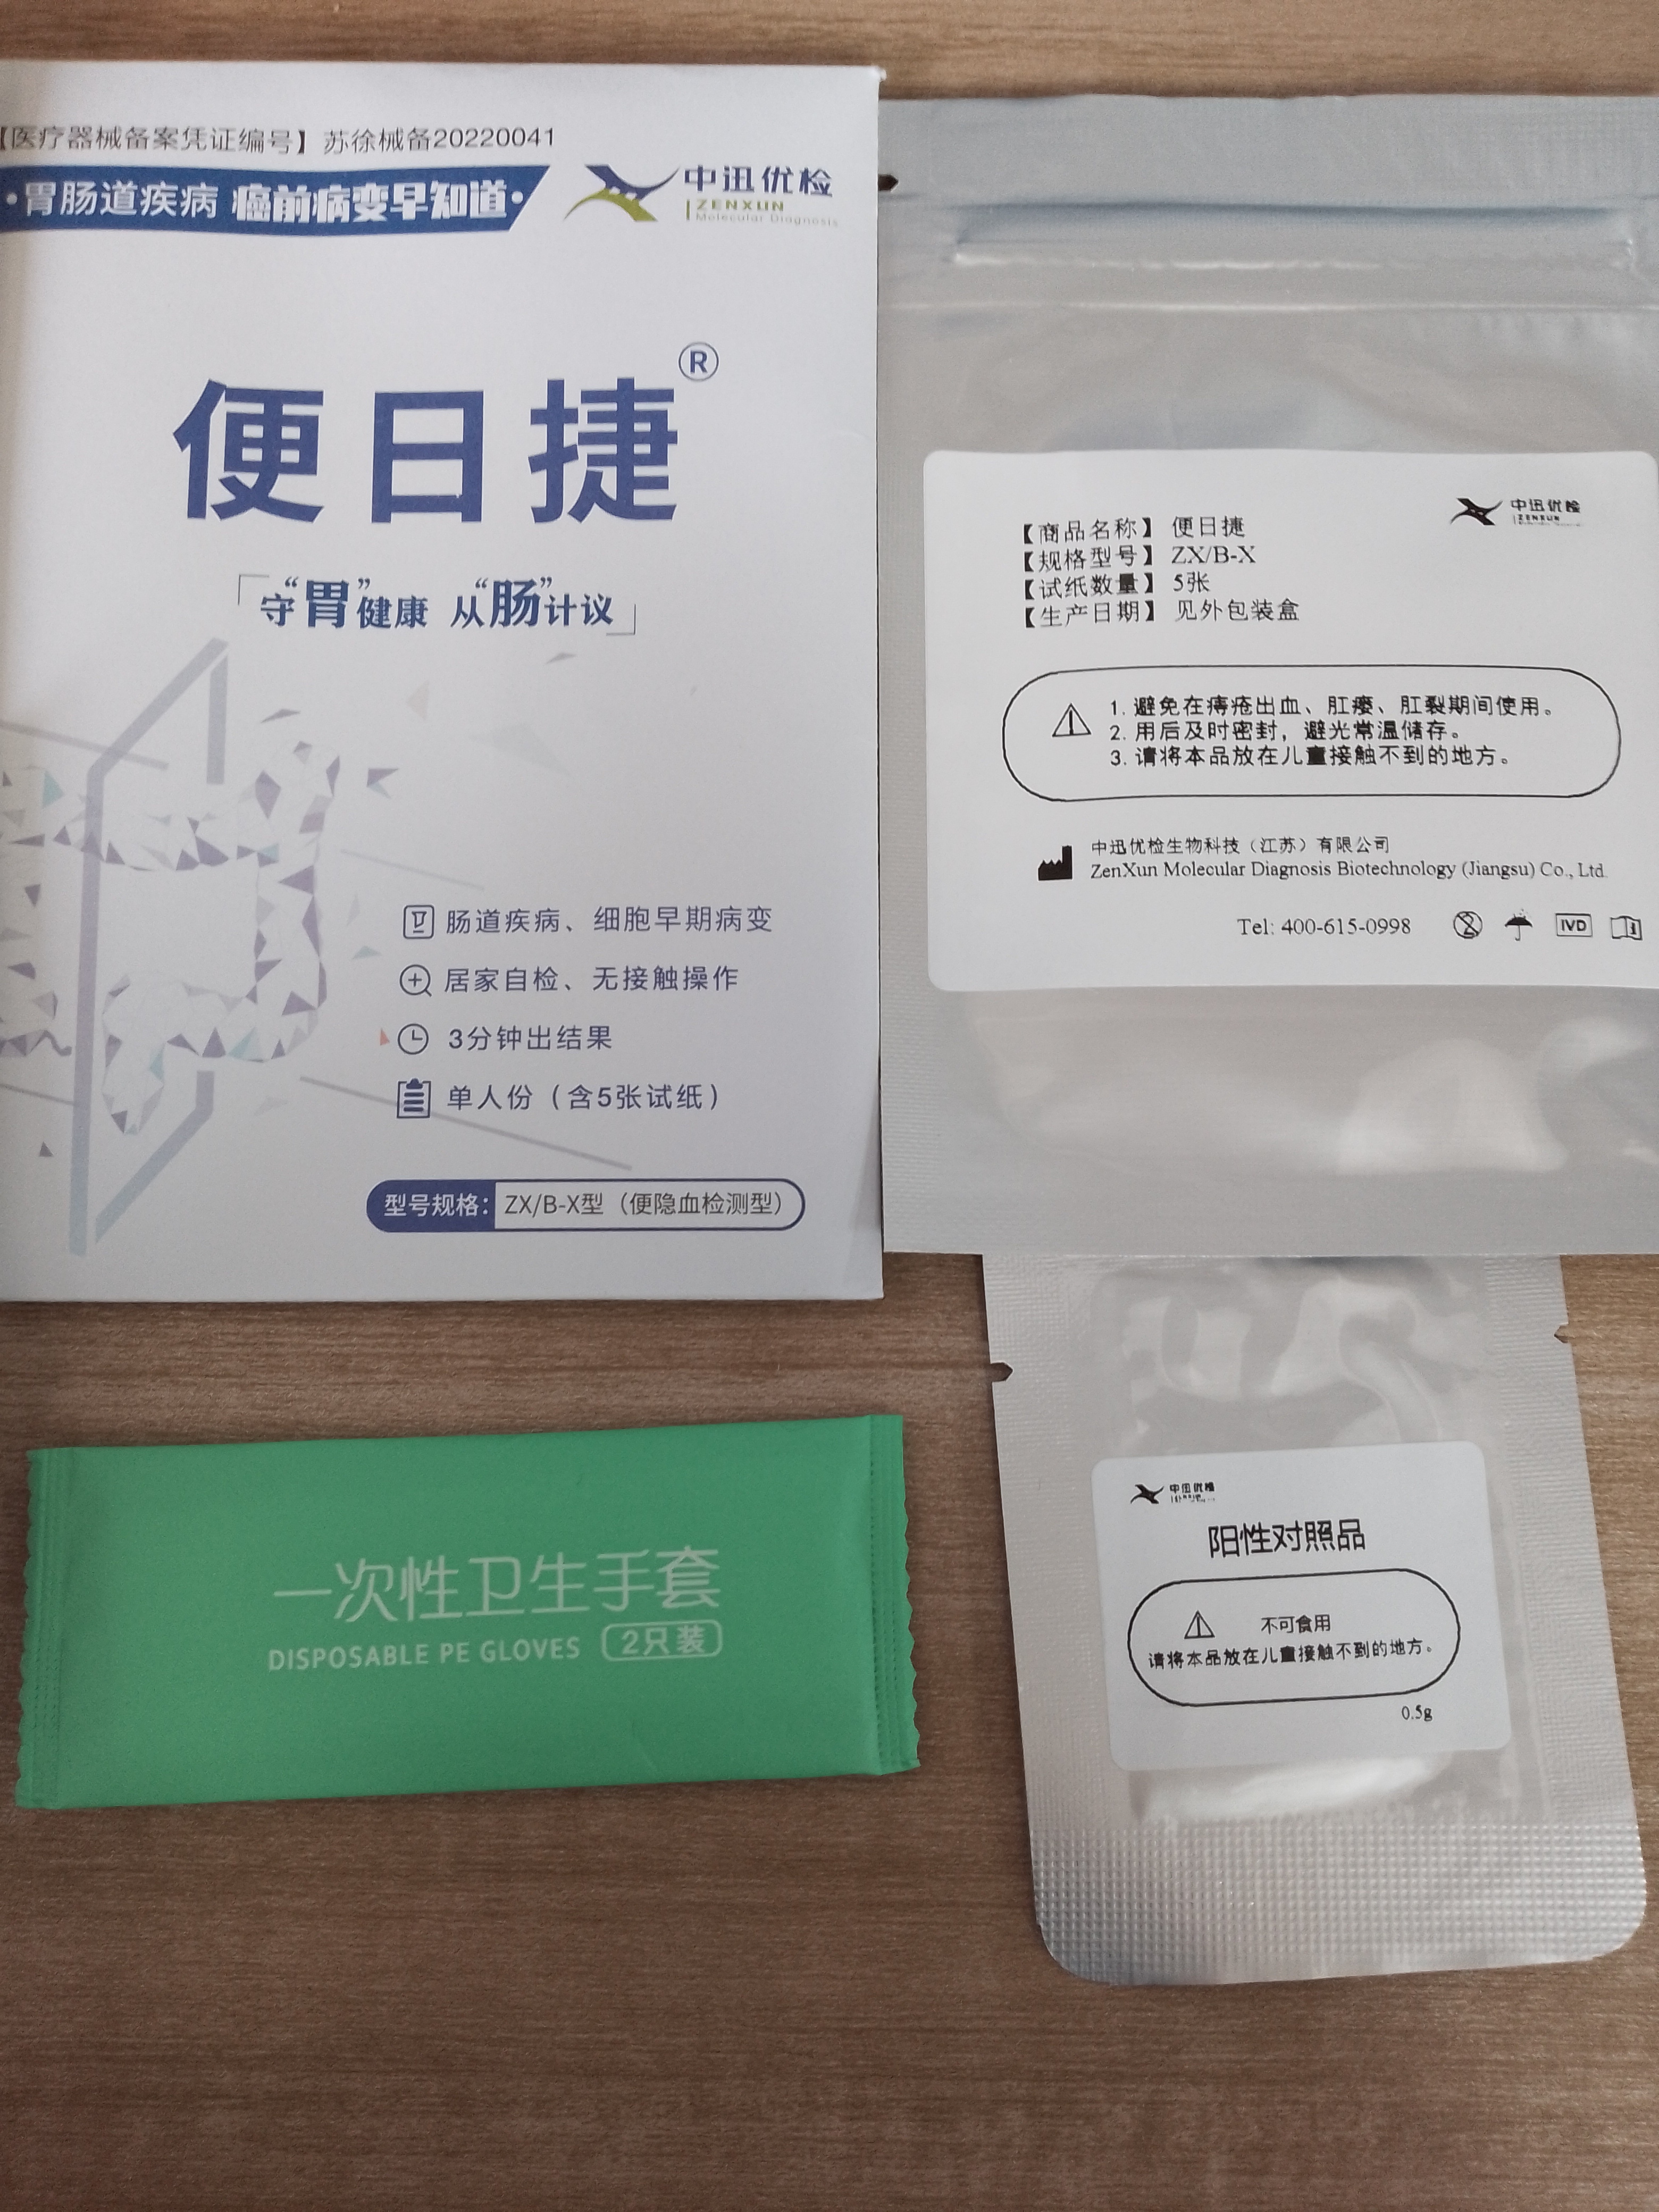 【医疗器械备案凭证编号】 苏徐械备20220041
·胃肠道疾病 癌前病变早知道·
中迅优检
ZENXUN
Molecular Diagnosis
便日捷®
「守“胃”健康 从“肠”计议」
肠道疾病、细胞早期病变
居家自检、无接触操作
3分钟出结果
单人份（含5张试纸）
型号规格：ZX/B-X型（便隐血检测型）
中迅优检
ZENXUN
【商品名称】 便日捷
【规格型号】 ZX/B-X
【试纸数量】 5张
【生产日期】 见外包装盒
1. 避免在痔疮出血、肛瘘、肛裂期间使用。
2. 用后及时密封，避光常温储存。
3. 请将本品放在儿童接触不到的地方。
中迅优检生物科技（江苏）有限公司
ZenXun Molecular Diagnosis Biotechnology (Jiangsu) Co., Ltd.
Tel: 400-615-0998
2
IVD
一次性卫生手套
DISPOSABLE PE GLOVES 2只装
中迅优检
阳性对照品
不可食用
请将本品放在儿童接触不到的地方。
0.5g